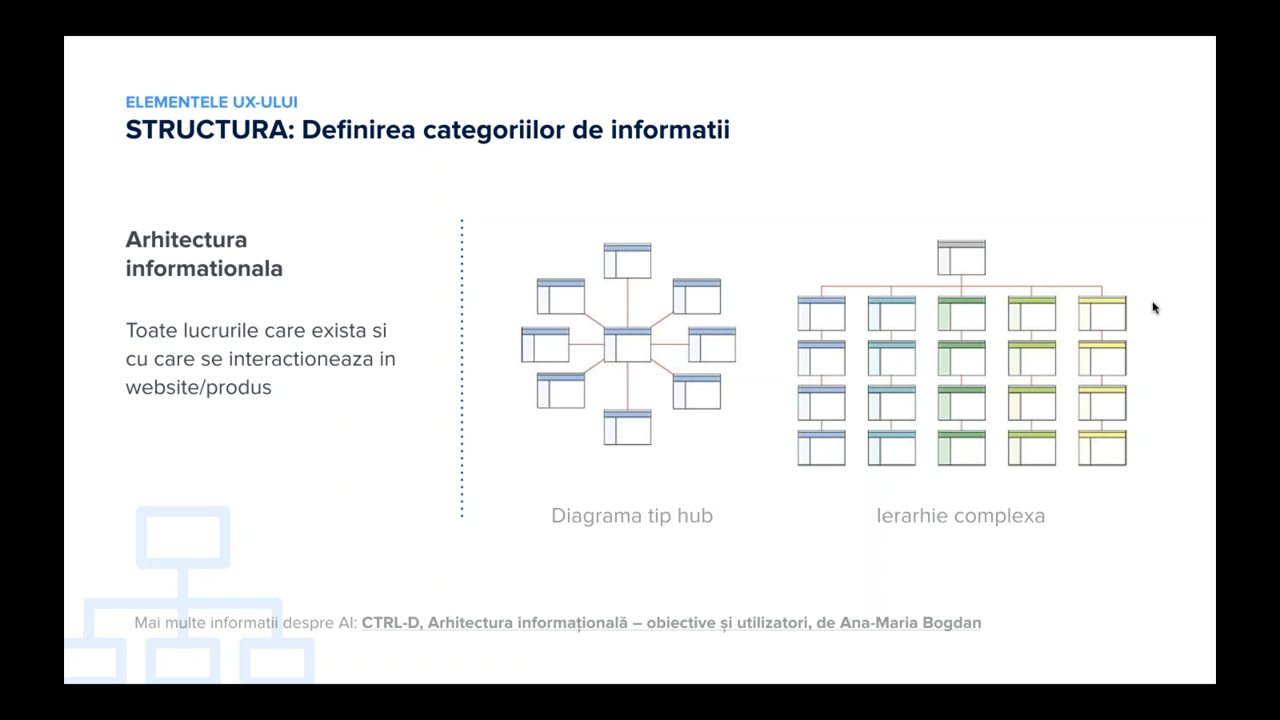 ELEMENTELE UX-ULUI
STRUCTURA: Definirea categoriilor de informatii
Arhitectura
informationala
Toate lucrurile care exista si
cu care se interactioneaza in
website/produs
Diagrama tip hub
Ierarhie complexa
Mai multe informatii despre AI: CTRL-D, Arhitectura informațională – obiective și utilizatori, de Ana-Maria Bogdan